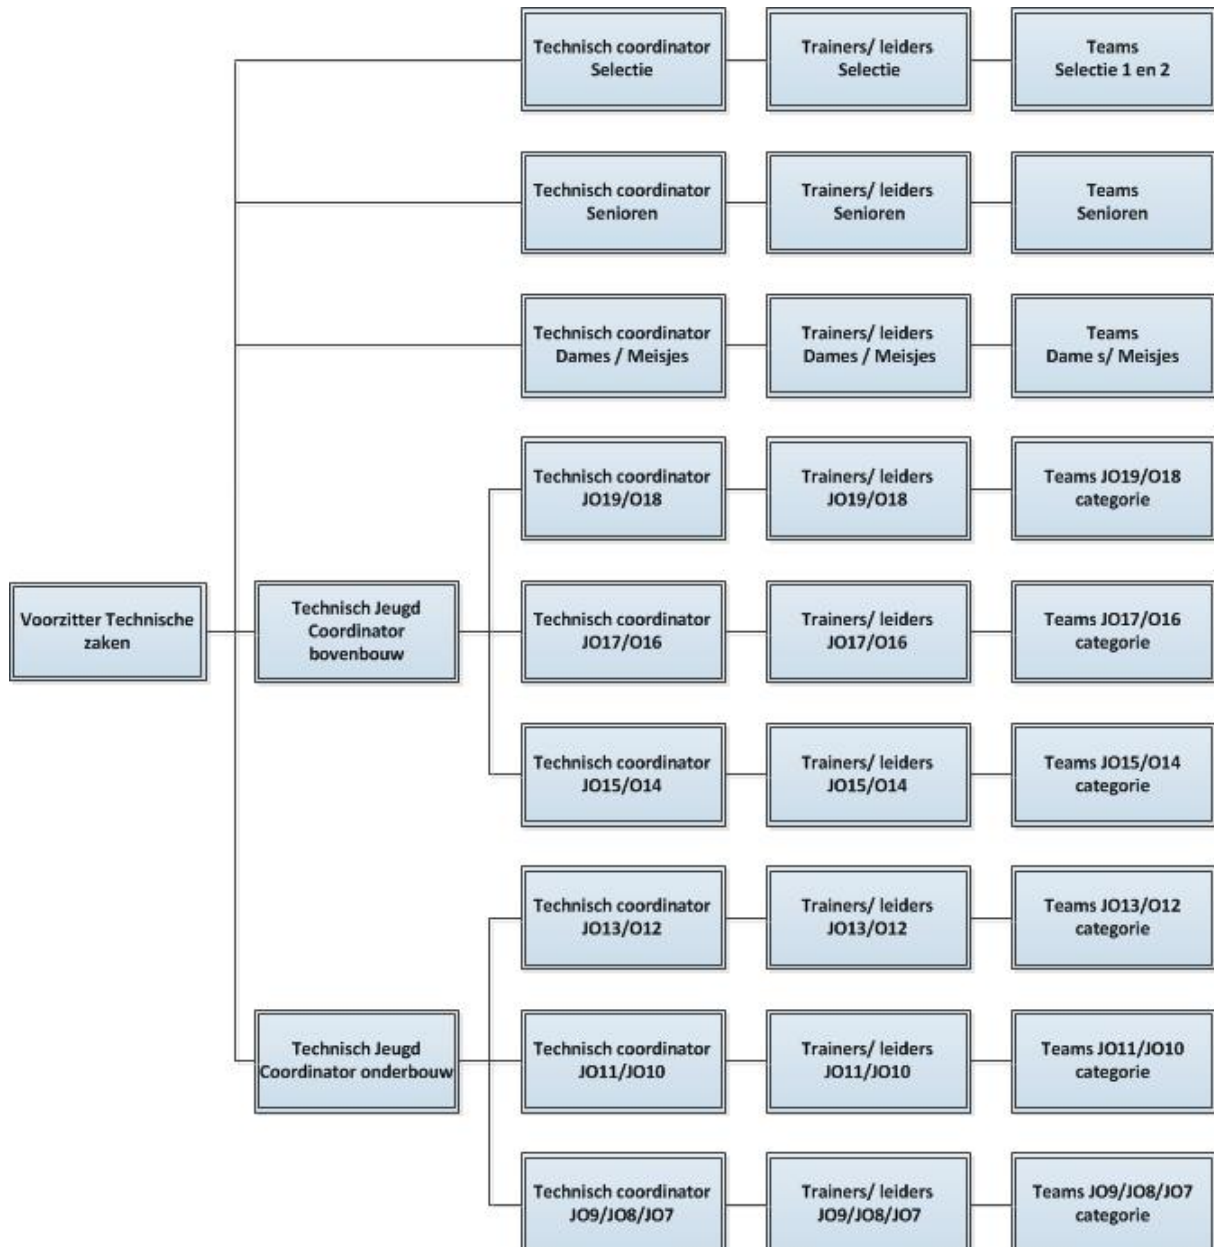 Technisch coordinator
Selectie
Trainers/ leiders
Selectie
Teams
Selectie 1 en 2
Technisch coordinator
Senioren
Trainers/ leiders
Senioren
Teams
Senioren
Technisch coordinator
Dames / Meisjes
Trainers/ leiders
Dames / Meisjes
Teams
Dame s/ Meisjes
Technisch coordinator
JO19/O18
Trainers/ leiders
JO19/O18
Teams JO19/O18
categorie
Voorzitter Technische
zaken
Technisch Jeugd
Coordinator
bovenbouw
Technisch coordinator
JO17/O16
Trainers/ leiders
JO17/O16
Teams JO17/O16
categorie
Technisch coordinator
JO15/O14
Trainers/ leiders
JO15/O14
Teams JO15/O14
categorie
Technisch coordinator
JO13/O12
Trainers/ leiders
JO13/O12
Teams JO13/O12
categorie
Technisch Jeugd
Coordinator onderbouw
Technisch coordinator
JO11/JO10
Trainers/ leiders
JO11/JO10
Teams JO11/JO10
categorie
Technisch coordinator
JO9/JO8/JO7
Trainers/ leiders
JO9/JO8/JO7
Teams JO9/JO8/JO7
categorie